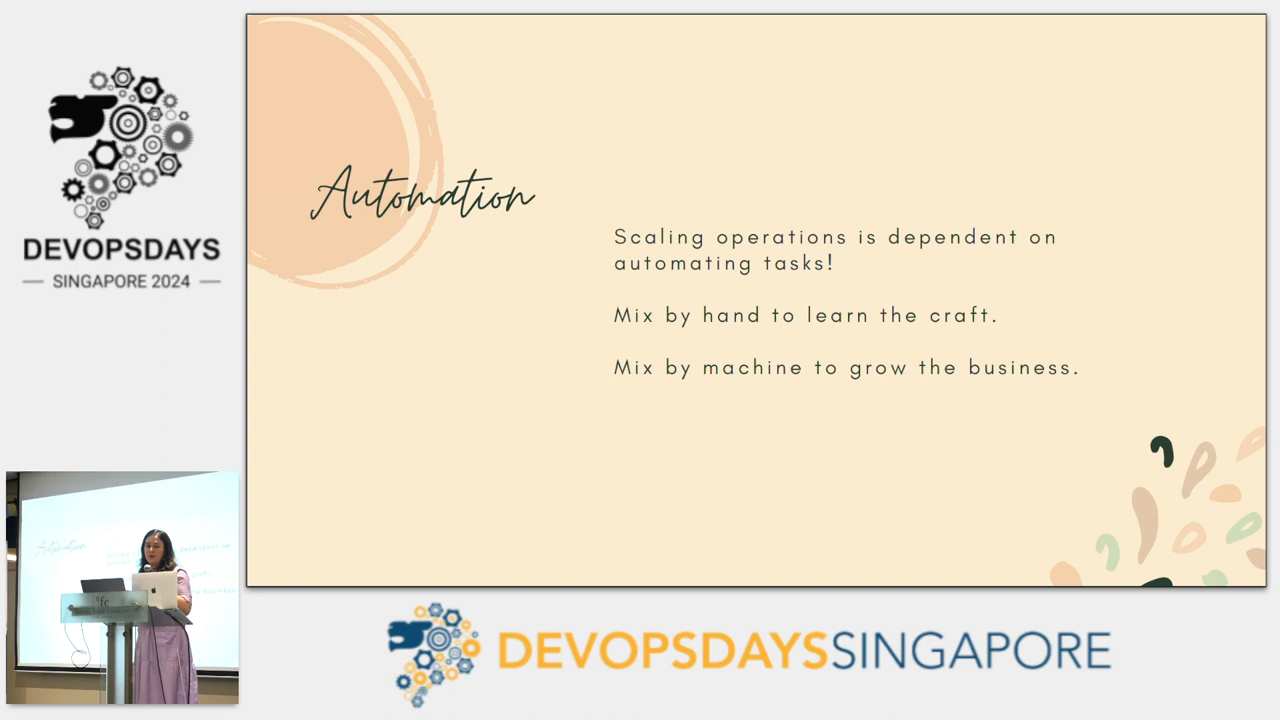 DEVOPSDAYS
SINGAPORE 2024
Automation
Scaling operations is dependent on
automating tasks!
Mix by hand to learn the craft.
Mix by machine to grow the business.
Automation
DEVOPSDAYSSINGAPORE